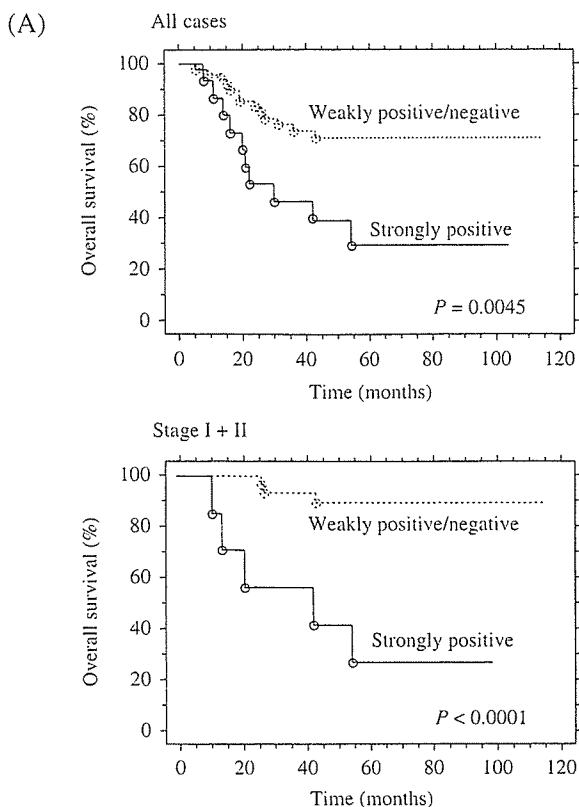 (A)
All cases
100
80
60
40
20
0
Overall survival (%)
Weakly positive/negative
Strongly positive
P = 0.0045
0 20 40 60 80 100 120
Time (months)
Stage I + II
100
80
60
40
20
0
Overall survival (%)
Weakly positive/negative
Strongly positive
P < 0.0001
0 20 40 60 80 100 120
Time (months)